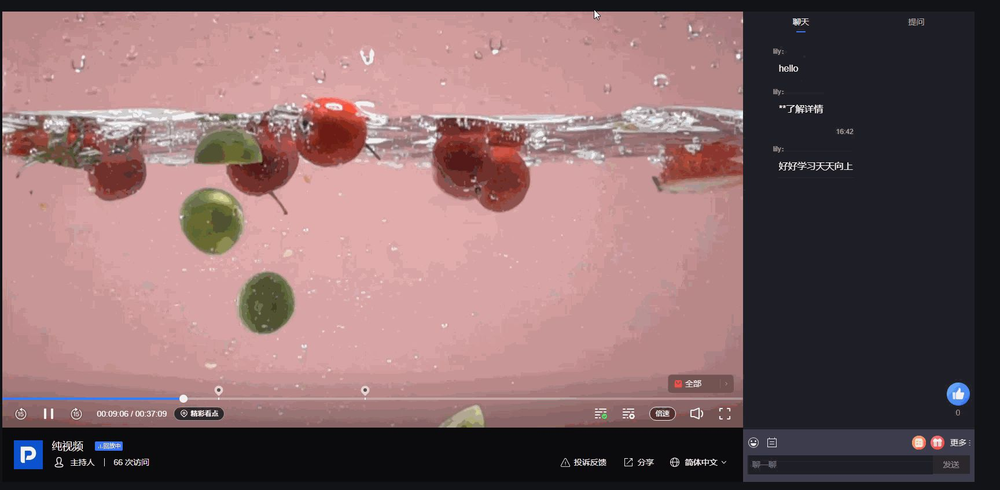 聊天
提问
lily:
hello
lily:
**了解详情
16:42
lily:
好好学习天天向上
全部
15
15
00:09:06 / 00:37:09
精彩看点
倍速
0
纯视频
回放中
主持人
66 次访问
投诉反馈
分享
简体中文
更多
聊一聊
发送